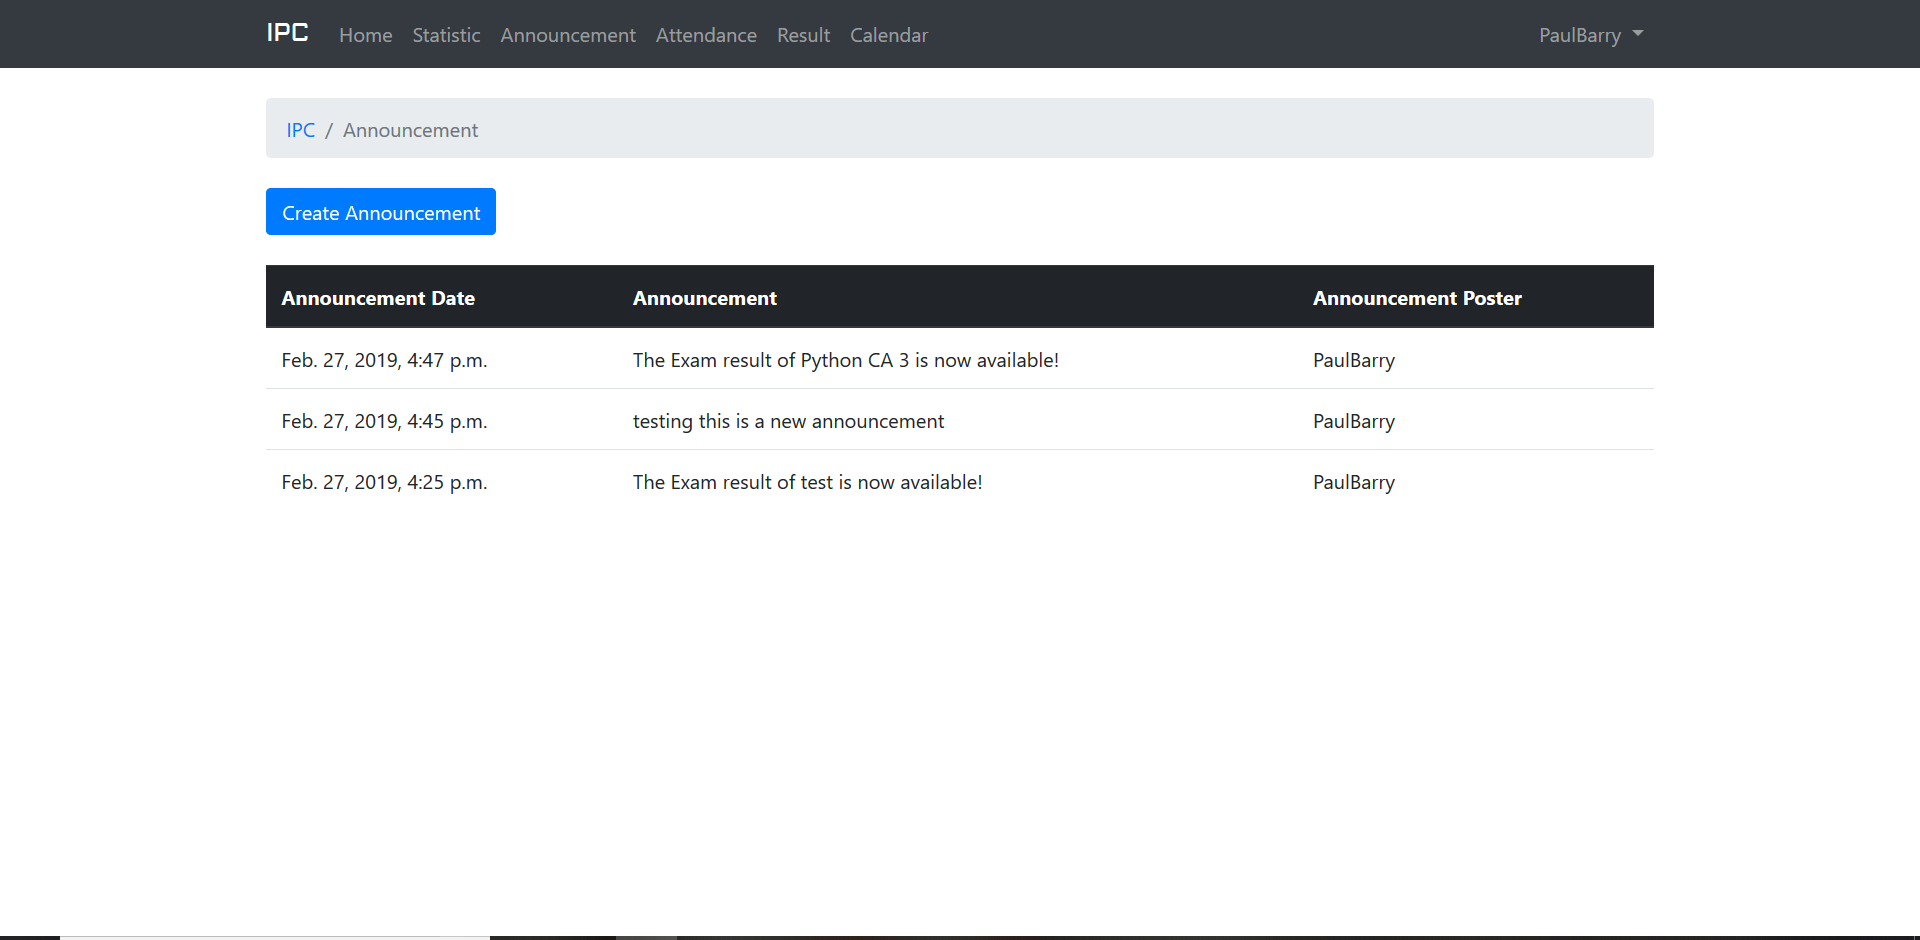 IPC Home Statistic Announcement Attendance Result Calendar PaulBarry
IPC / Announcement
Create Announcement
Announcement Date Announcement Announcement Poster
Feb. 27, 2019, 4:47 p.m. The Exam result of Python CA 3 is now available! PaulBarry
Feb. 27, 2019, 4:45 p.m. testing this is a new announcement PaulBarry
Feb. 27, 2019, 4:25 p.m. The Exam result of test is now available! PaulBarry